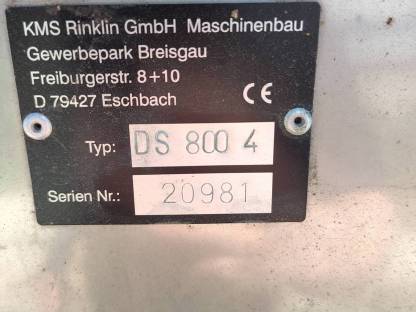 KMS Rinklin GmbH Maschinenbau
Gewerbepark Breisgau
Freiburgerstr. 8+10
D 79427 Eschbach CE
Typ: DS 800 4
Serien Nr.: 20981